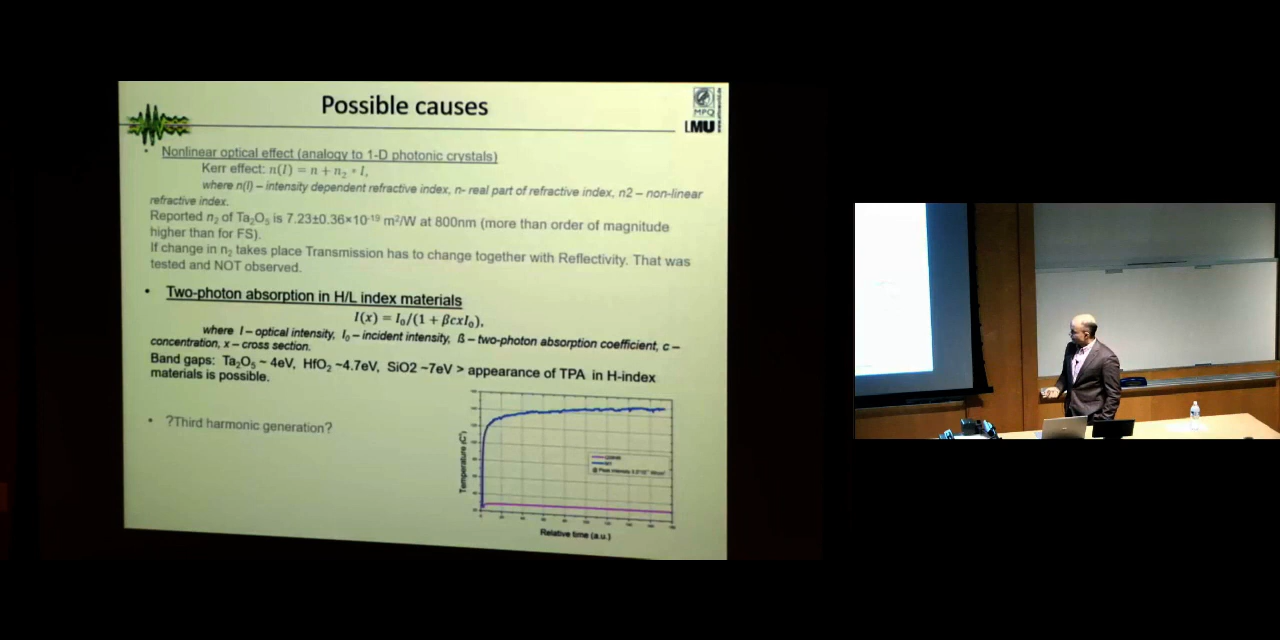 Possible causes
MPQ
LMU
• Nonlinear optical effect (analogy to 1-D photonic crystals)
Kerr effect: n(I) = n + n₂ * I,
where n(I) – intensity dependent refractive index, n- real part of refractive index, n2 – non-linear
refractive index.
Reported n₂ of Ta₂O₅ is 7.23±0.36×10⁻¹⁹ m²/W at 800nm (more than order of magnitude
higher than for FS).
If change in n₂ takes place Transmission has to change together with Reflectivity. That was
tested and NOT observed.
• Two-photon absorption in H/L index materials
I(x) = I₀/(1 + βcxI₀),
where I – optical intensity, I₀ – incident intensity, ß – two-photon absorption coefficient, c –
concentration, x – cross section.
Band gaps: Ta₂O₅ ~ 4eV, HfO₂ ~4.7eV, SiO2 ~7eV > appearance of TPA in H-index
materials is possible.
• ?Third harmonic generation?
Temperature (C°)
Relative time (a.u.)